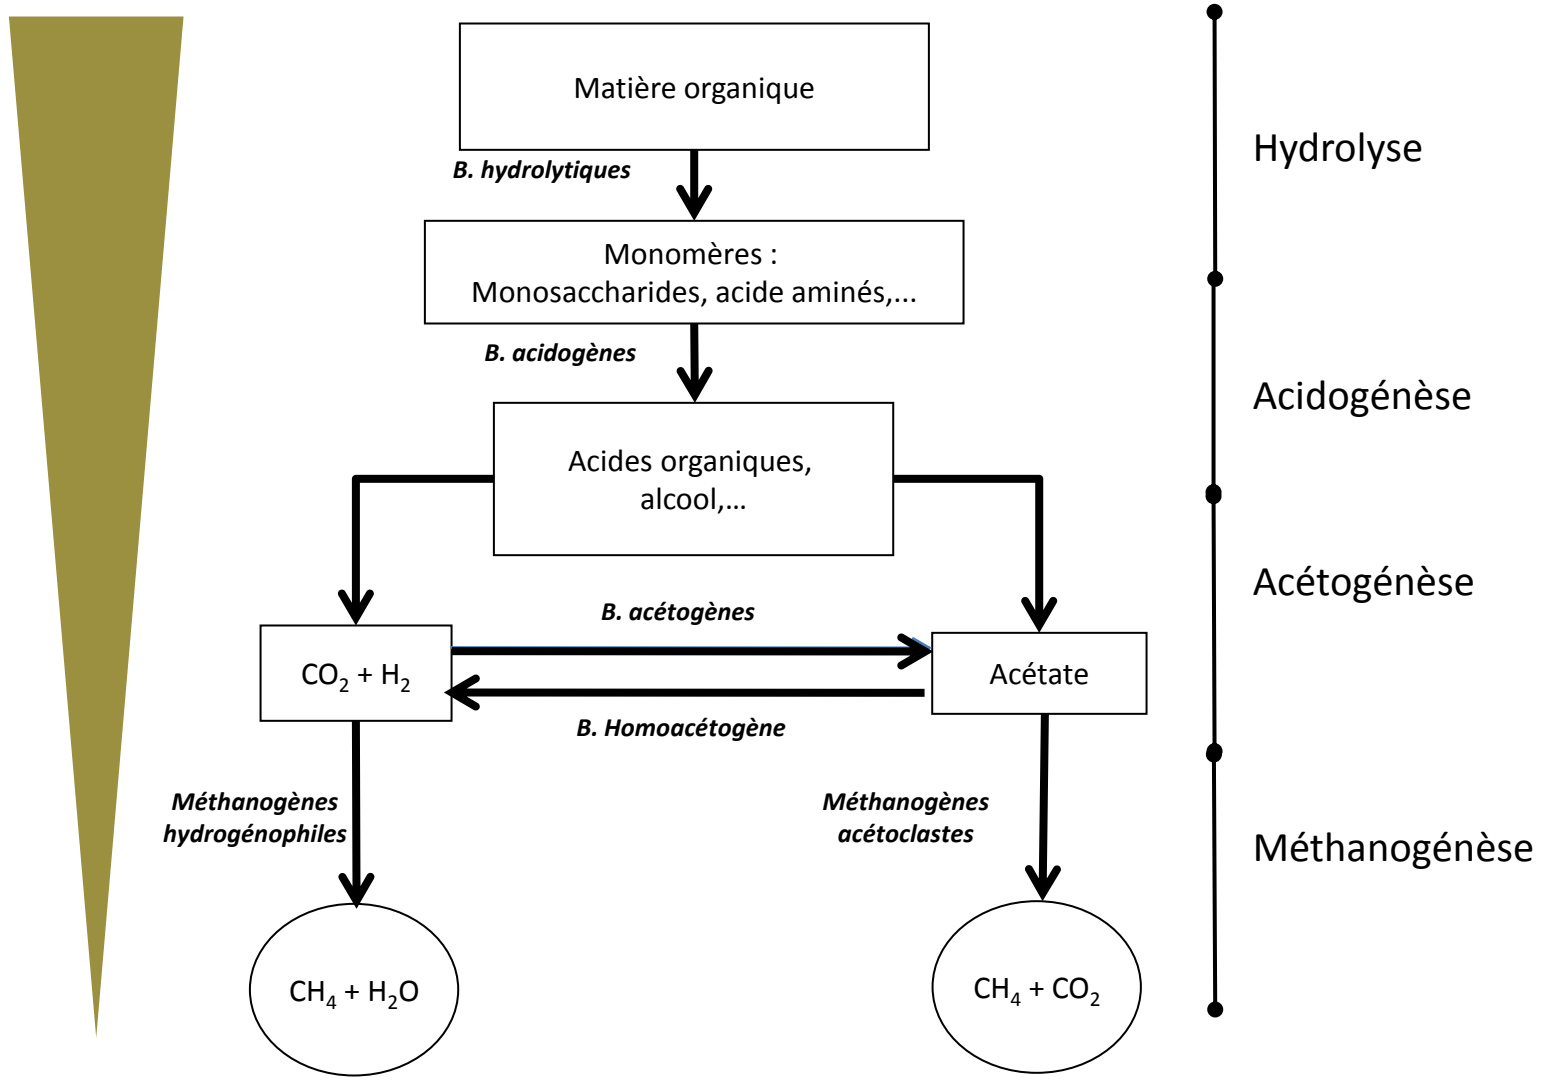 Matière organique
Hydrolyse
B. hydrolytiques
Monomères :
Monosaccharides, acide aminés,...
B. acidogènes
Acidogénèse
Acides organiques,
alcool,...
Acétogénèse
B. acétogènes
CO₂ + H₂
Acétate
B. Homoacétogène
Méthanogènes
hydrogénophiles
Méthanogènes
acétoclastes
Méthanogénèse
CH₄ + H₂O
CH₄ + CO₂